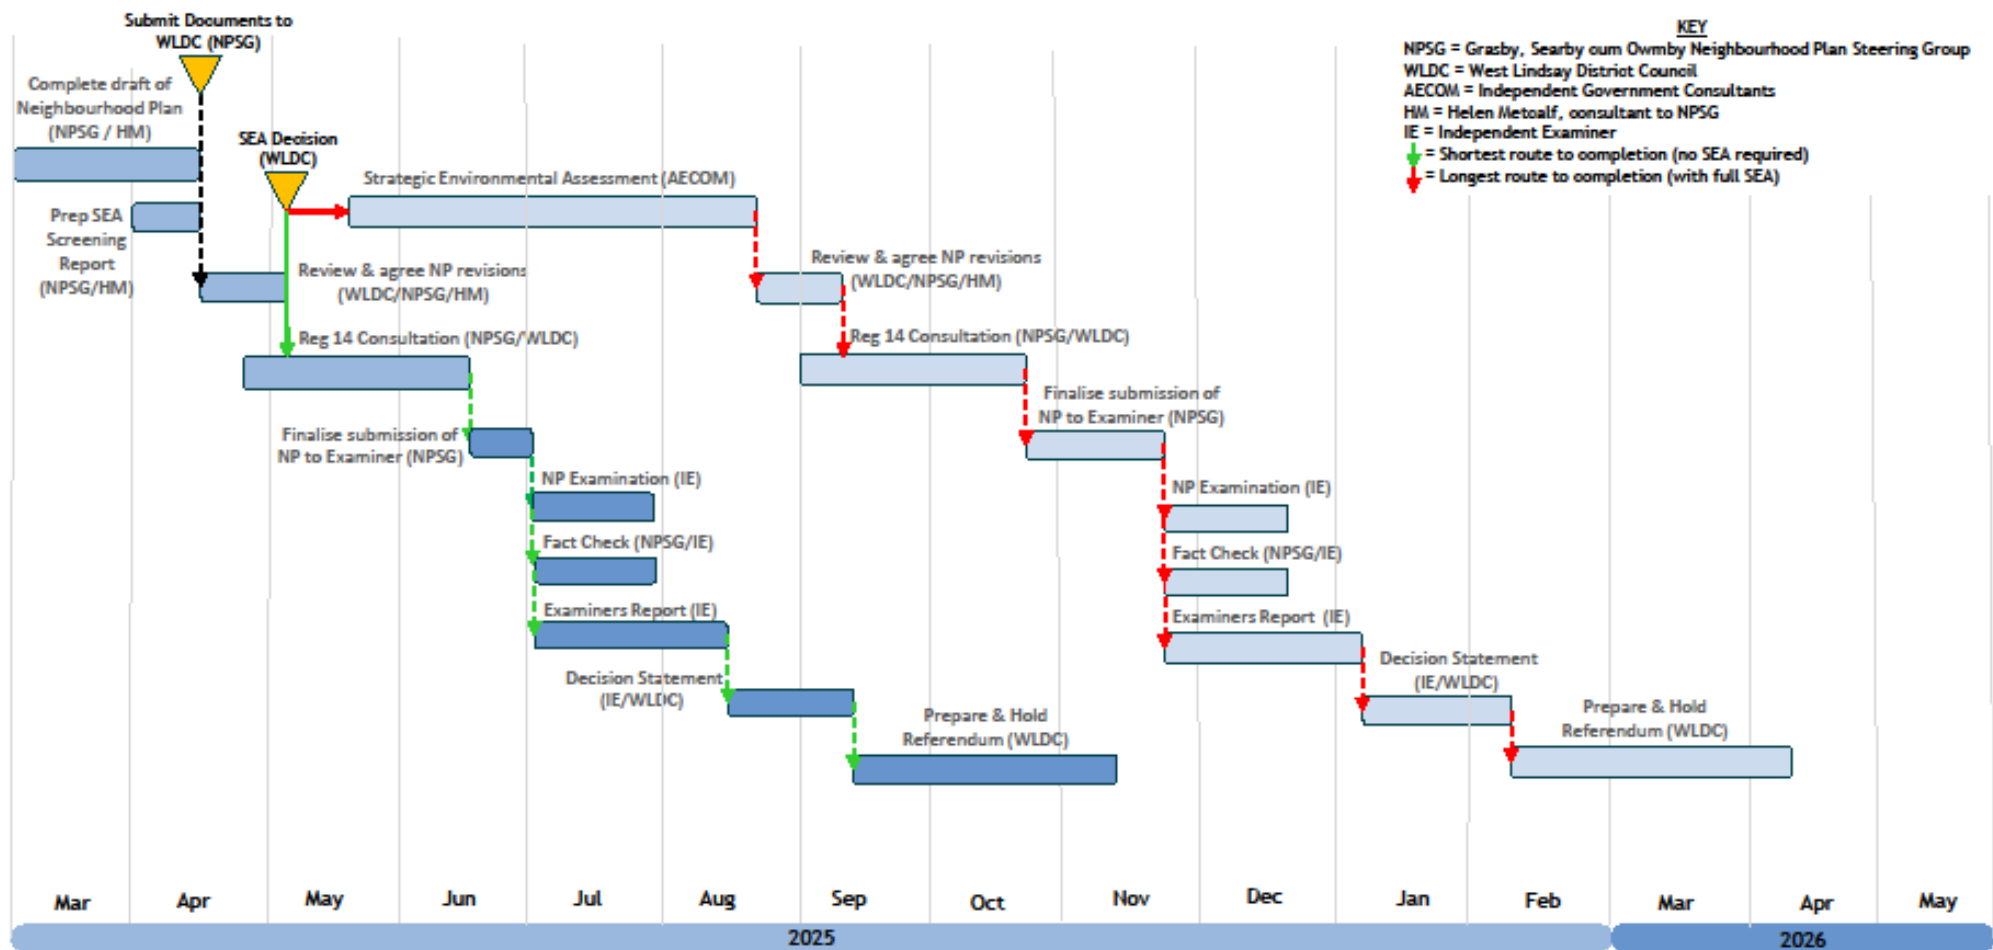 Submit Documents to
WLDC (NPSG)
KEY
NPSG = Grasby, Searby cum Owmby Neighbourhood Plan Steering Group
WLDC = West Lindsay District Council
AECOM = Independent Government Consultants
HM = Helen Metcalf, consultant to NPSG
IE = Independent Examiner
= Shortest route to completion (no SEA required)
= Longest route to completion (with full SEA)
Complete draft of
Neighbourhood Plan
(NPSG / HM)
SEA Decision
(WLDC)
Strategic Environmental Assessment (AECOM)
Prep SEA
Screening
Report
(NPSG/HM)
Review & agree NP revisions
(WLDC/NPSG/HM)
Review & agree NP revisions
(WLDC/NPSG/HM)
Reg 14 Consultation (NPSG/WLDC)
Reg 14 Consultation (NPSG/WLDC)
Finalise submission of
NP to Examiner (NPSG)
Finalise submission of
NP to Examiner (NPSG)
NP Examination (IE)
NP Examination (IE)
Fact Check (NPSG/IE)
Fact Check (NPSG/IE)
Examiners Report (IE)
Examiners Report (IE)
Decision Statement
(IE/WLDC)
Decision Statement
(IE/WLDC)
Prepare & Hold
Referendum (WLDC)
Prepare & Hold
Referendum (WLDC)
Mar Apr May Jun Jul Aug Sep Oct Nov Dec Jan Feb Mar Apr May
2025 2026